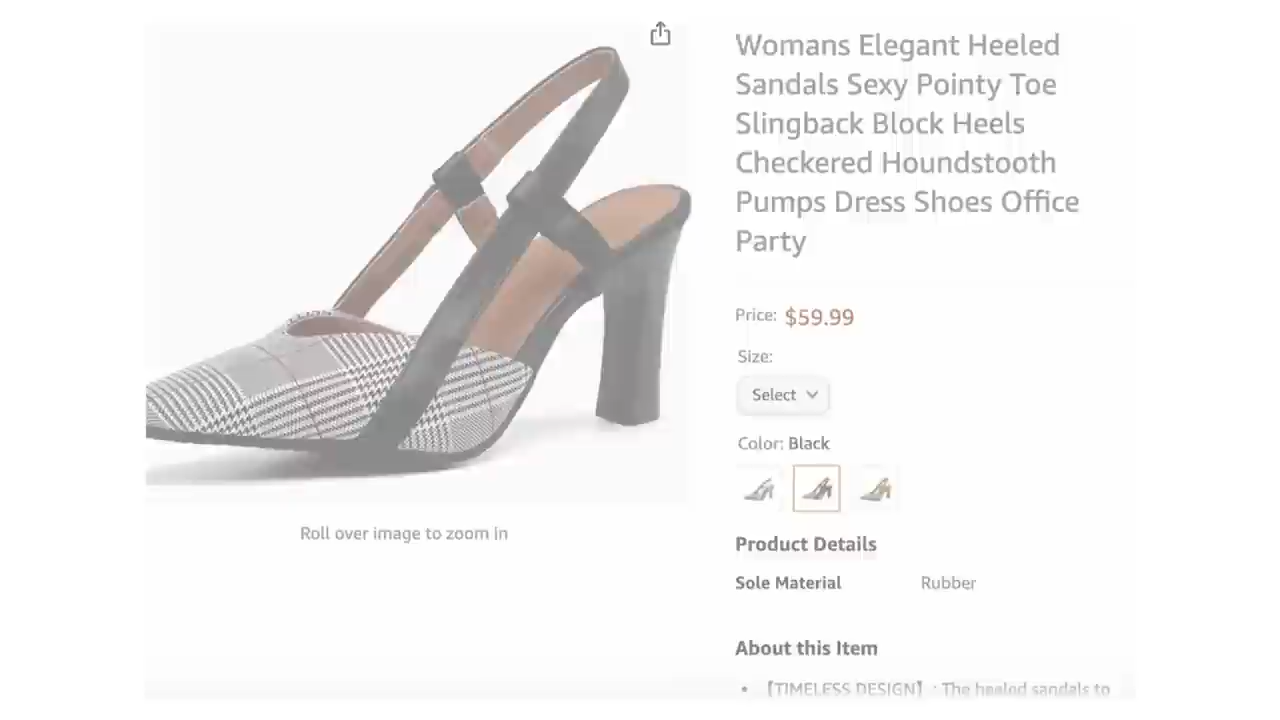 Womans Elegant Heeled
Sandals Sexy Pointy Toe
Slingback Block Heels
Checkered Houndstooth
Pumps Dress Shoes Office
Party
Price: $59.99
Size:
Select
Color: Black
Roll over image to zoom in
Product Details
Sole Material Rubber
About this Item
• 【TIMELESS DESIGN】 : The heeled sandals to